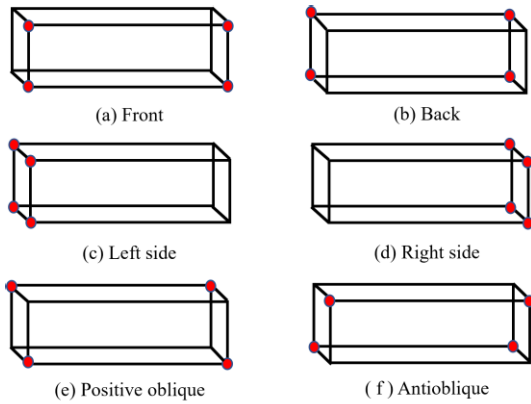 (a) Front
(b) Back
(c) Left side
(d) Right side
(e) Positive oblique
( f ) Antioblique